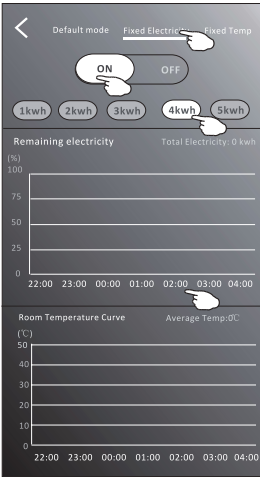 Default mode Fixed Electricity Fixed Temp
ON OFF
1kwh 2kwh 3kwh 4kwh 5kwh
Remaining electricity Total Electricity: 0 kwh
(%)
100
75
50
25
0
22:00 23:00 00:00 01:00 02:00 03:00 04:00
Room Temperature Curve Average Temp:0℃
(℃)
50
40
30
20
10
0
22:00 23:00 00:00 01:00 02:00 03:00 04:00